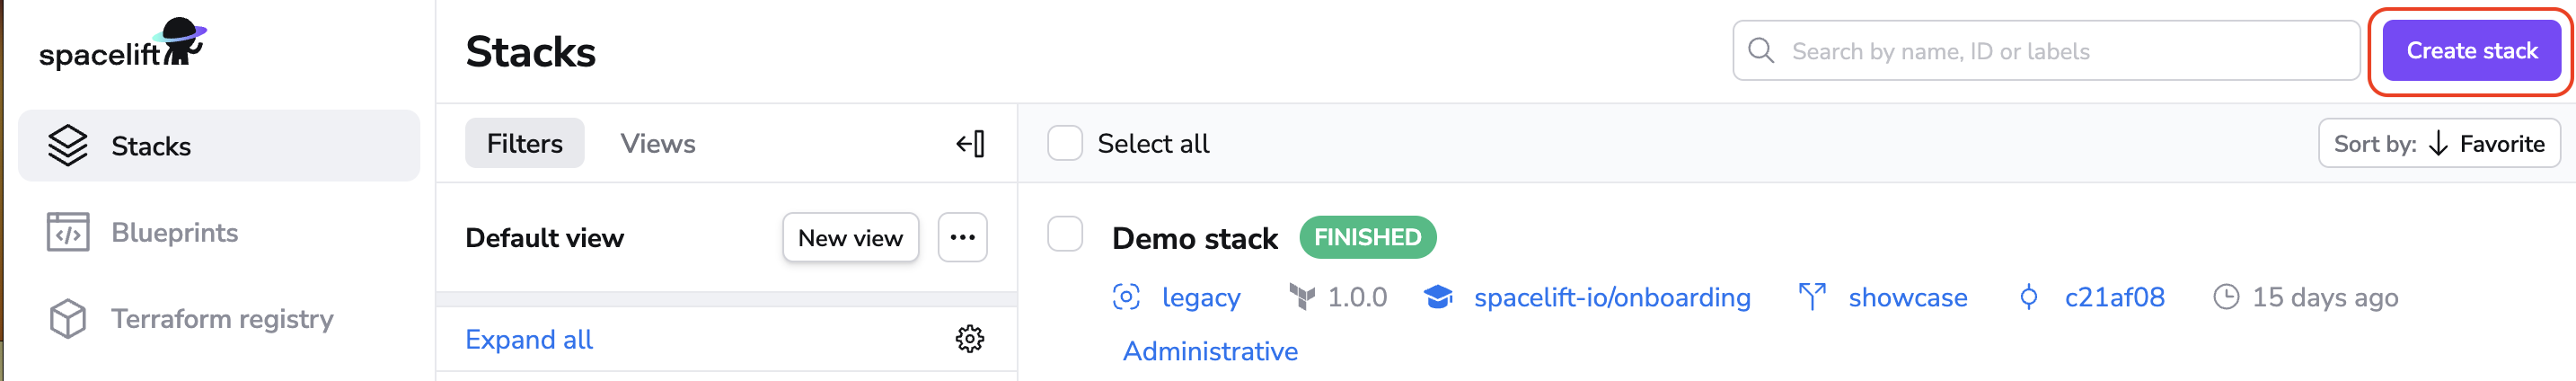 spacelift
Stacks
Search by name, ID or labels
Create stack
Stacks
Blueprints
Terraform registry
Filters
Views
Select all
Sort by: Favorite
Default view
New view
Expand all
Demo stack
FINISHED
legacy
1.0.0
spacelift-io/onboarding
showcase
c21af08
15 days ago
Administrative